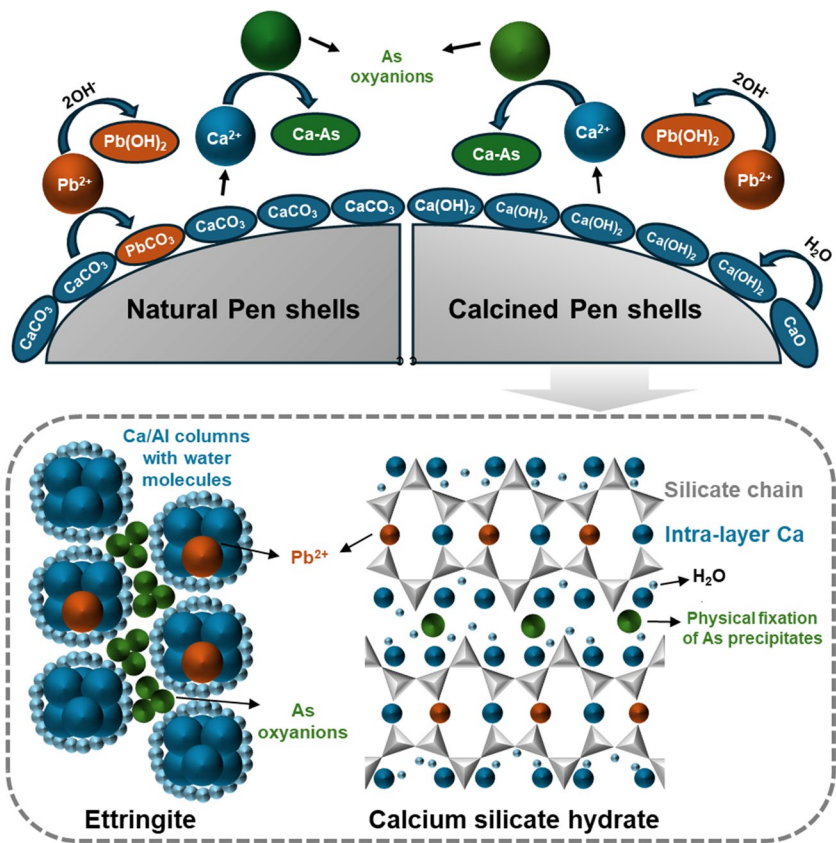 As
oxyanions
2OH-
Pb(OH)₂
Pb²⁺
Ca²⁺
Ca-As
Ca-As
Ca²⁺
2OH-
Pb(OH)₂
Pb²⁺
CaCO₃
CaCO₃
PbCO₃
CaCO₃
CaCO₃
CaCO₃
Ca(OH)₂
Ca(OH)₂
Ca(OH)₂
Ca(OH)₂
Ca(OH)₂
CaO
H₂O
Natural Pen shells
Calcined Pen shells
Ca/Al columns
with water
molecules
Pb²⁺
As
oxyanions
Ettringite
Silicate chain
Intra-layer Ca
H₂O
Physical fixation
of As precipitates
Calcium silicate hydrate